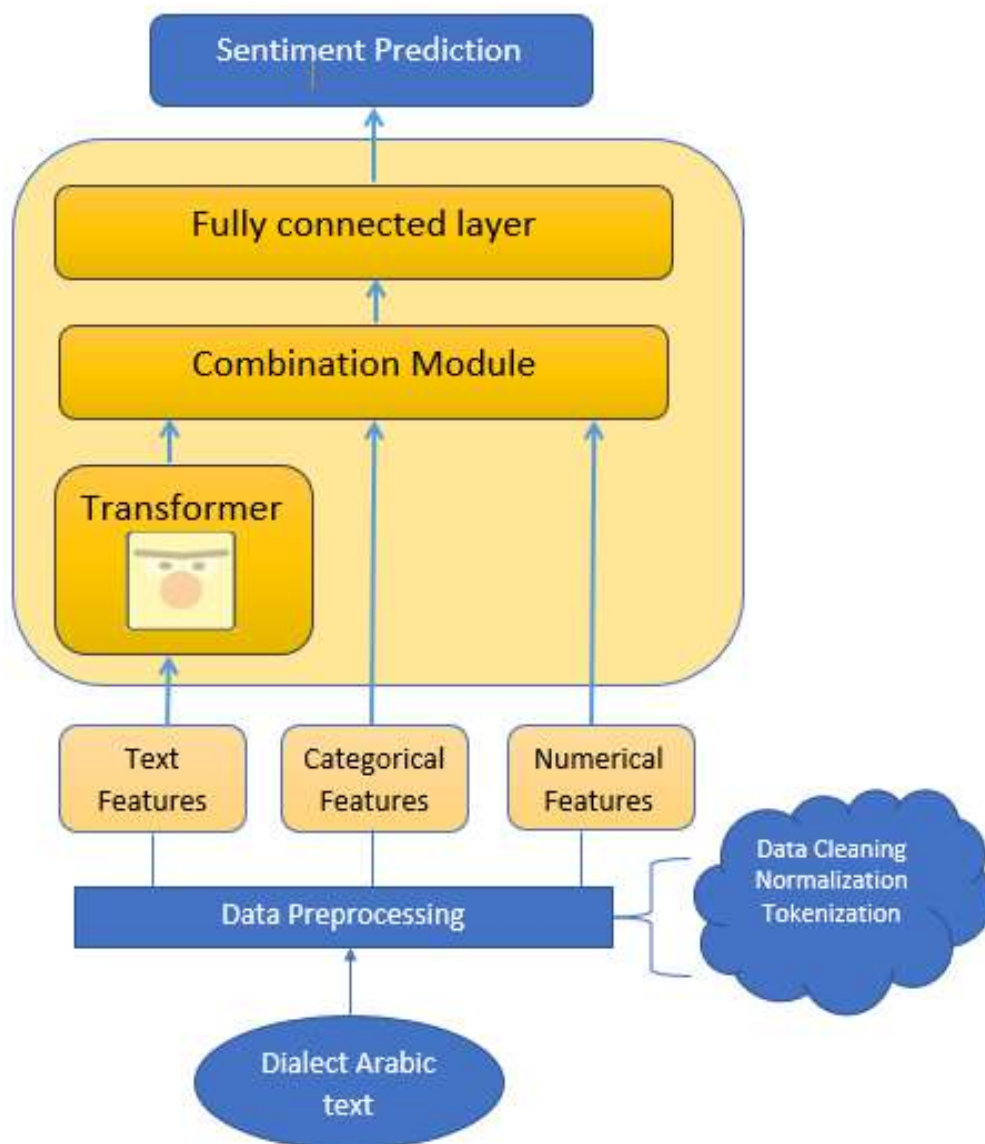 Sentiment Prediction
Fully connected layer
Combination Module
Transformer
Text
Features
Categorical
Features
Numerical
Features
Data Cleaning
Normalization
Tokenization
Data Preprocessing
Dialect Arabic
text